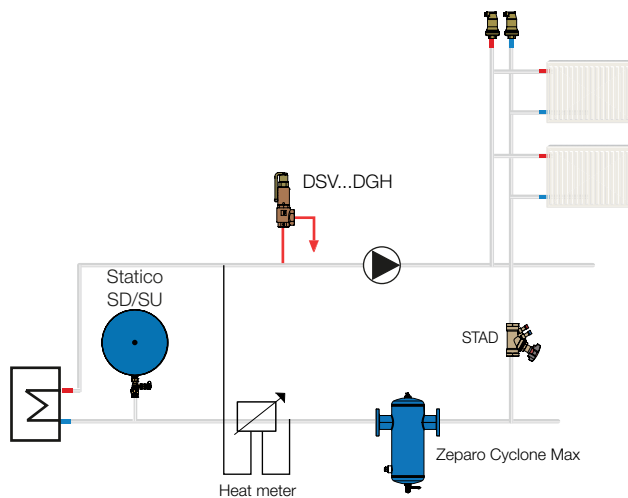 DSV...DGH
Statico
SD/SU
STAD
Zeparo Cyclone Max
Heat meter